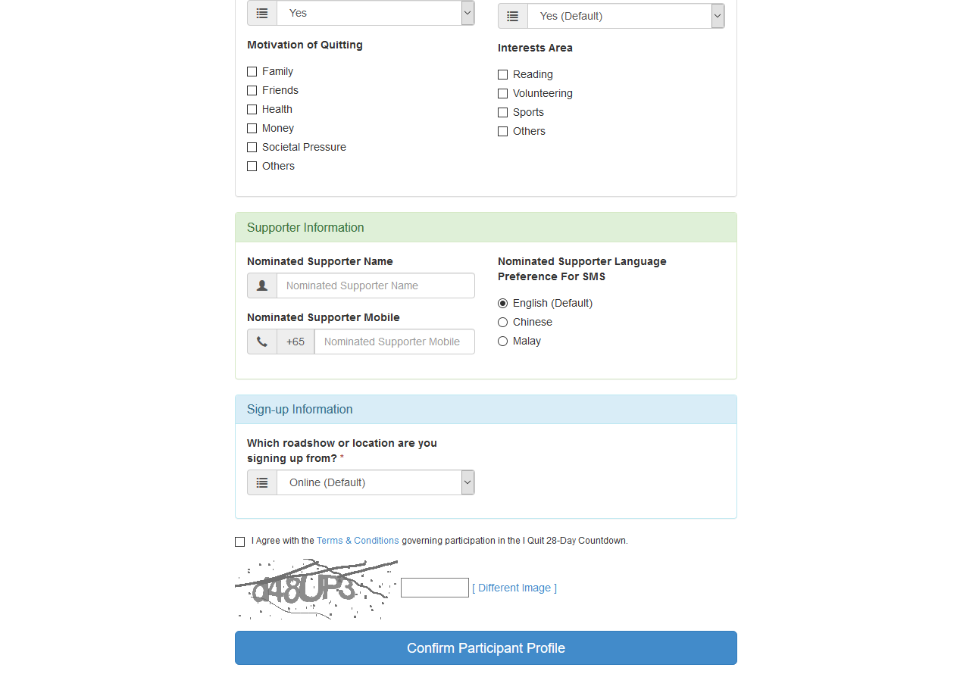 Yes
Yes (Default)
Motivation of Quitting
Family
Friends
Health
Money
Societal Pressure
Others
Interests Area
Reading
Volunteering
Sports
Others
Supporter Information
Nominated Supporter Name
Nominated Supporter Name
Nominated Supporter Mobile
+65 Nominated Supporter Mobile
Nominated Supporter Language
Preference For SMS
English (Default)
Chinese
Malay
Sign-up Information
Which roadshow or location are you
signing up from? *
Online (Default)
I Agree with the Terms & Conditions governing participation in the I Quit 28-Day Countdown.
d48UP3
[ Different Image ]
Confirm Participant Profile